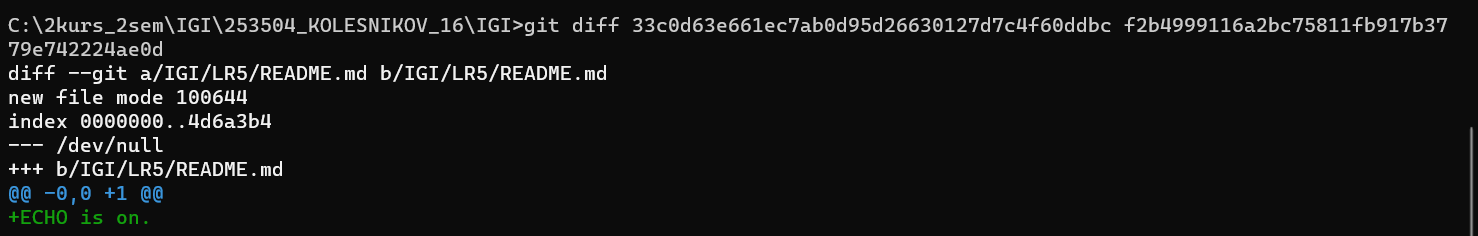 C:\2kurs_2sem\IGI\253504_KOLESNIKOV_16\IGI>git diff 33c0d63e661ec7ab0d95d26630127d7c4f60ddbc f2b4999116a2bc75811fb917b37
79e742224ae0d
diff --git a/IGI/LR5/README.md b/IGI/LR5/README.md
new file mode 100644
index 0000000..4d6a3b4
--- /dev/null
+++ b/IGI/LR5/README.md
@@ -0,0 +1 @@
+ECHO is on.